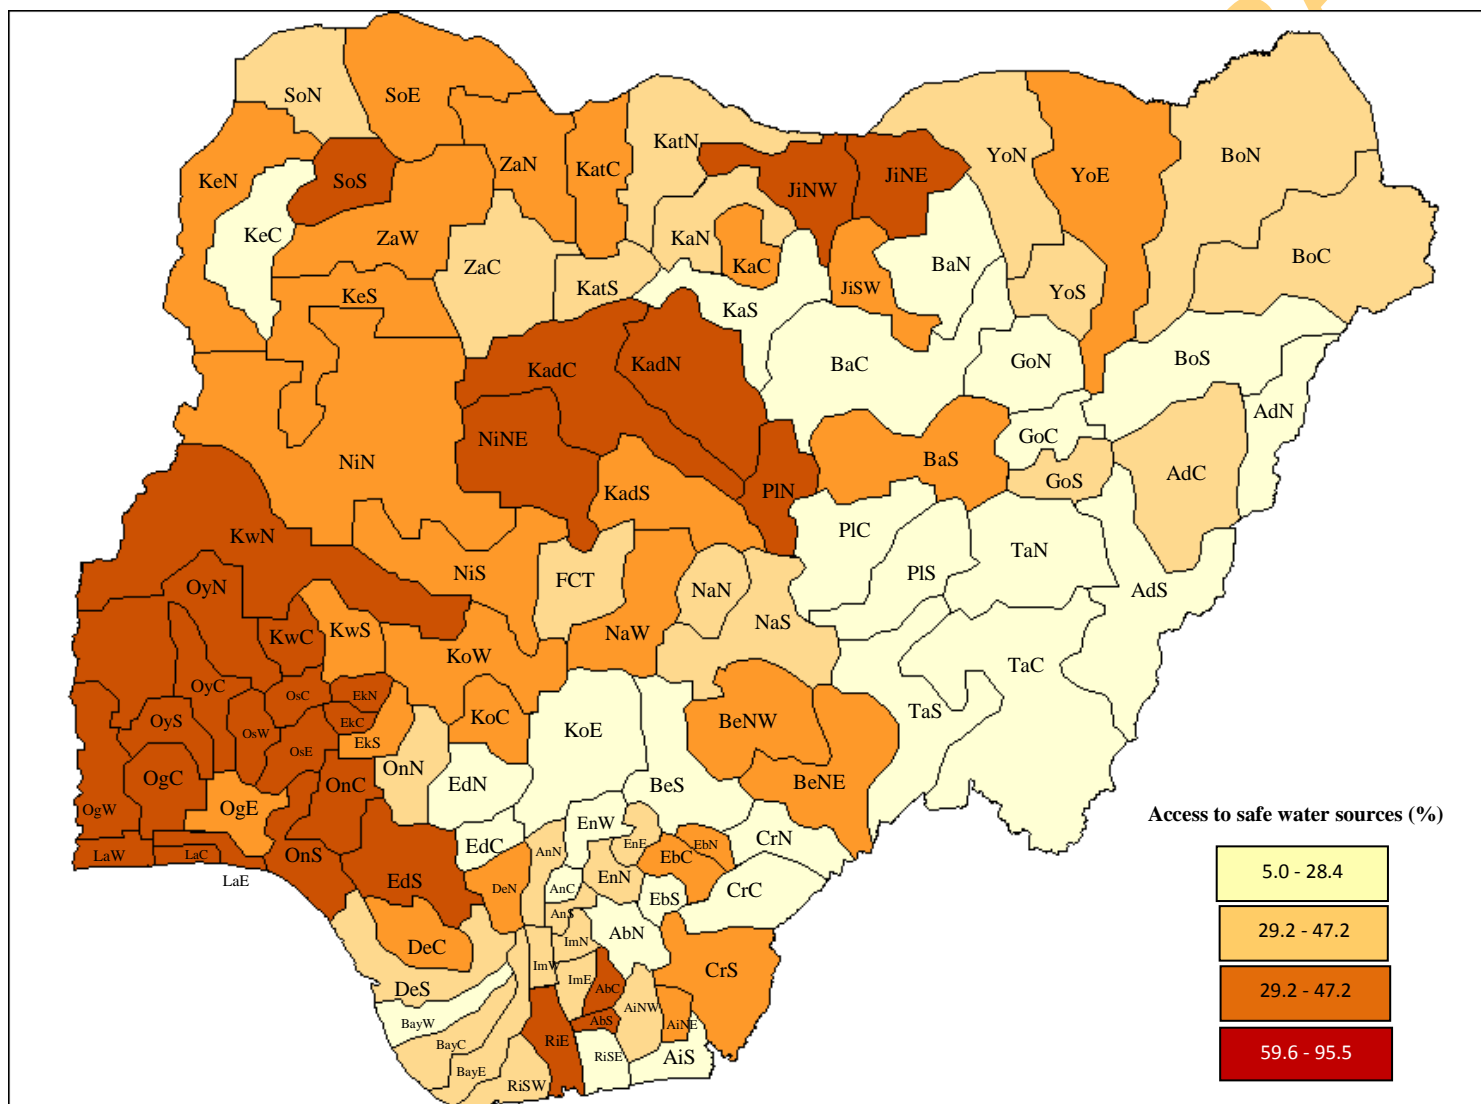 SoN
SoE
KatN
ZaN
KatC
JiNW
JiNE
YoN
YoE
BoN
KeN
SoS
KeC
ZaW
KaN
BoC
ZaC
KaC
BaN
KatS
JiSW
YoS
KeS
KaS
KadC
KadN
BaC
GoN
BoS
AdN
NiNE
GoC
NiN
BaS
GoS
AdC
KadS
PlN
KwN
PlC
TaN
NiS
FCT
PlS
OyN
NaN
AdS
KwC
KwS
NaW
NaS
KoW
TaC
OyC
OsC
EkN
OyS
OsW
EkC
KoC
BeNW
TaS
OsE
EkS
KoE
OnN
OgC
OnC
EdN
BeS
BeNE
OgW
OgE
Access to safe water sources (%)
EnW
CrN
LaW
LaC
OnS
EdC
AnN
EnE
EbC
EbN
LaE
EdS
DeN
AnC
EnN
EbS
CrC
5.0 - 28.4
AnS
AbN
29.2 - 47.2
DeC
ImN
ImW
CrS
DeS
ImE
AbC
29.2 - 47.2
BayW
AbS
AiNW
AiNE
BayC
RiE
RiSE
AiS
59.6 - 95.5
BayE
RiSW